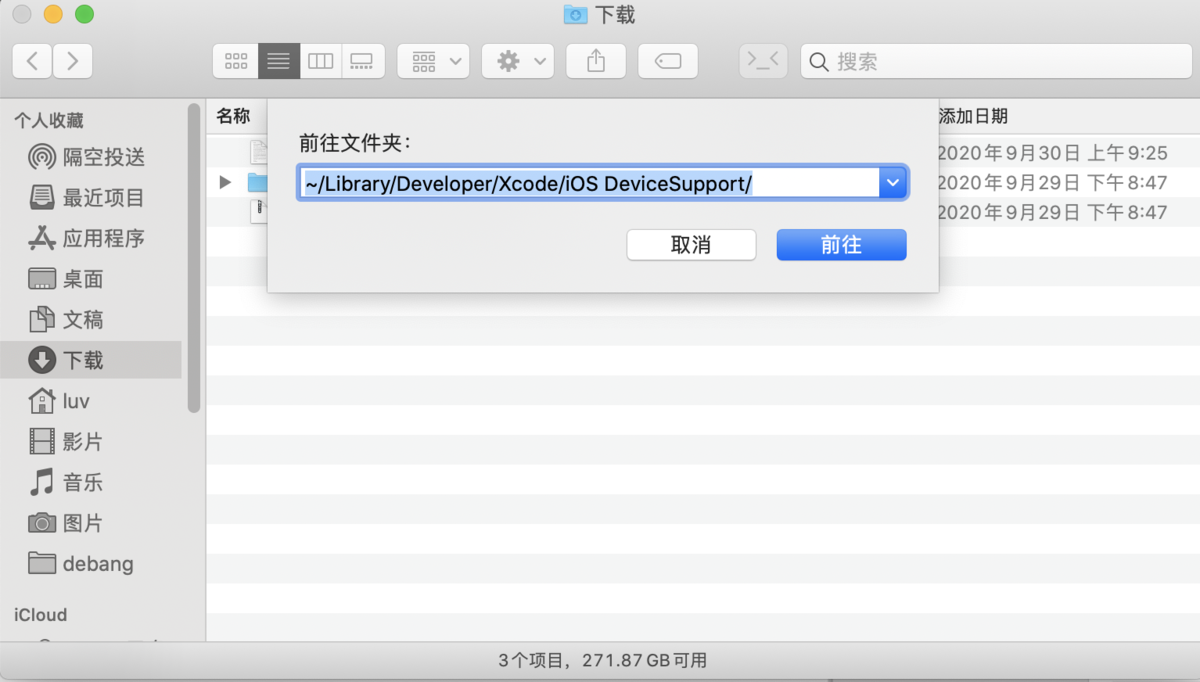 下载
搜索
个人收藏
隔空投送
最近项目
应用程序
桌面
文稿
下载
luv
影片
音乐
图片
debang
iCloud
名称
添加日期
2020年9月30日 上午9:25
2020年9月29日 下午8:47
2020年9月29日 下午8:47
前往文件夹：
~/Library/Developer/Xcode/iOS DeviceSupport/
取消
前往
3个项目，271.87 GB可用